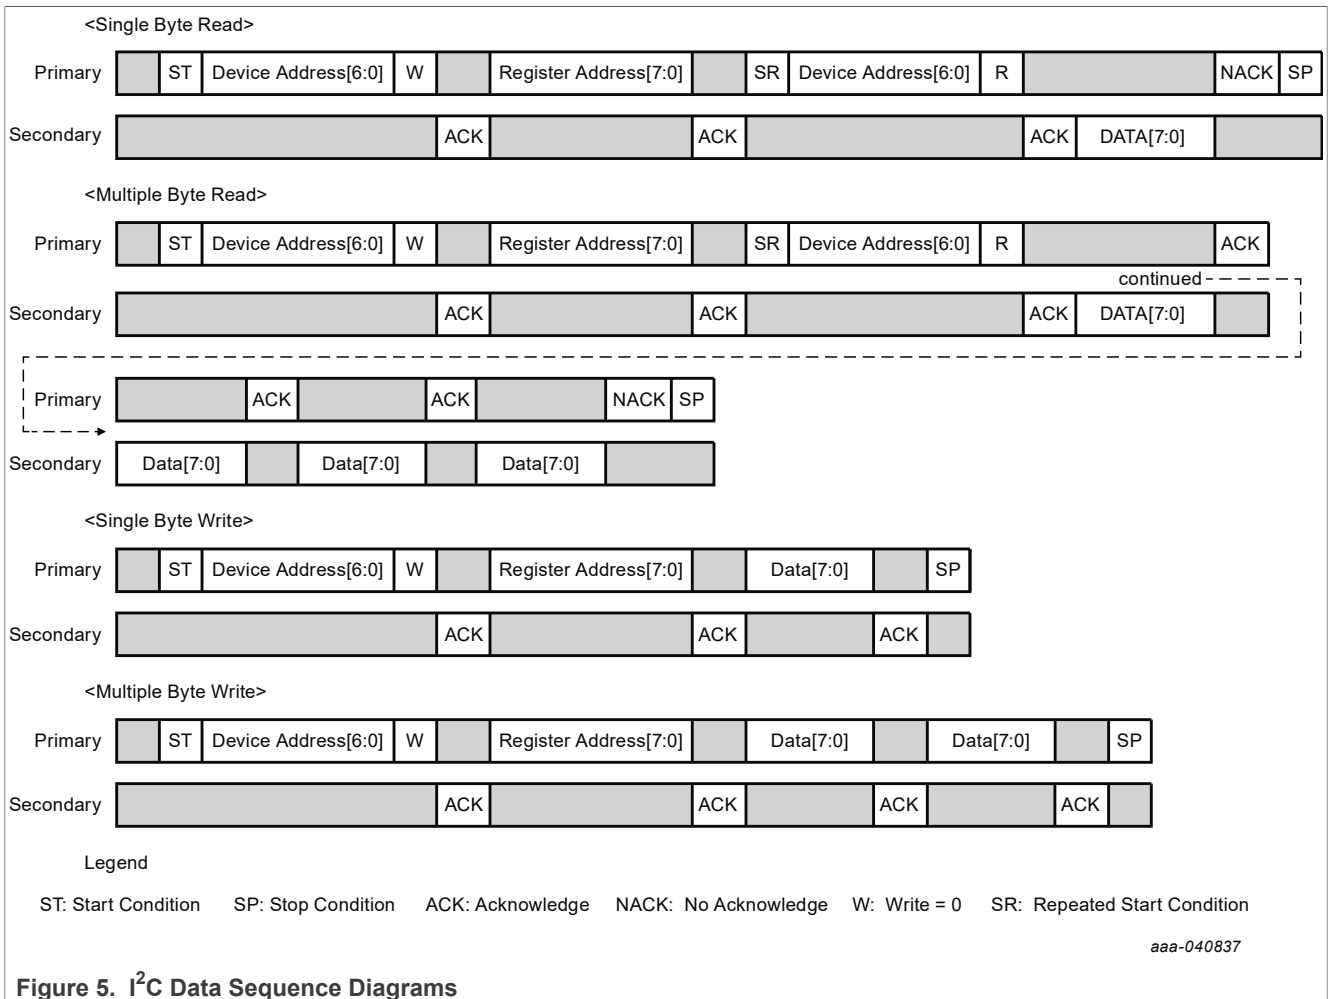 <Single Byte Read>
Primary ST Device Address[6:0] W Register Address[7:0] SR Device Address[6:0] R NACK SP
Secondary ACK ACK ACK DATA[7:0]
<Multiple Byte Read>
Primary ST Device Address[6:0] W Register Address[7:0] SR Device Address[6:0] R ACK
continued
Secondary ACK ACK ACK DATA[7:0]
Primary ACK ACK NACK SP
Secondary Data[7:0] Data[7:0] Data[7:0]
<Single Byte Write>
Primary ST Device Address[6:0] W Register Address[7:0] Data[7:0] SP
Secondary ACK ACK ACK
<Multiple Byte Write>
Primary ST Device Address[6:0] W Register Address[7:0] Data[7:0] Data[7:0] SP
Secondary ACK ACK ACK ACK
Legend
ST: Start Condition SP: Stop Condition ACK: Acknowledge NACK: No Acknowledge W: Write = 0 SR: Repeated Start Condition
aaa-040837
Figure 5. I²C Data Sequence Diagrams